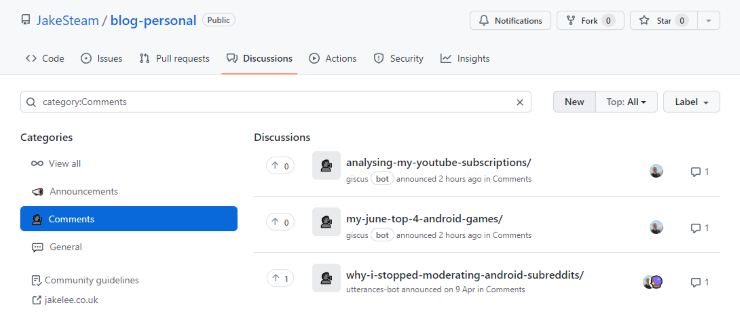 JakeSteam / blog-personal Public
Notifications Fork 0 Star 0
Code Issues Pull requests Discussions Actions Security Insights
category:Comments New Top: All Label
Categories
View all
Announcements
Comments
General
Community guidelines
jakelee.co.uk
Discussions
0 analysing-my-youtube-subscriptions/ 1
giscus bot announced 2 hours ago in Comments
0 my-june-top-4-android-games/ 1
giscus bot announced 2 hours ago in Comments
1 why-i-stopped-moderating-android-subreddits/ 1
utterances-bot announced on 9 Apr in Comments